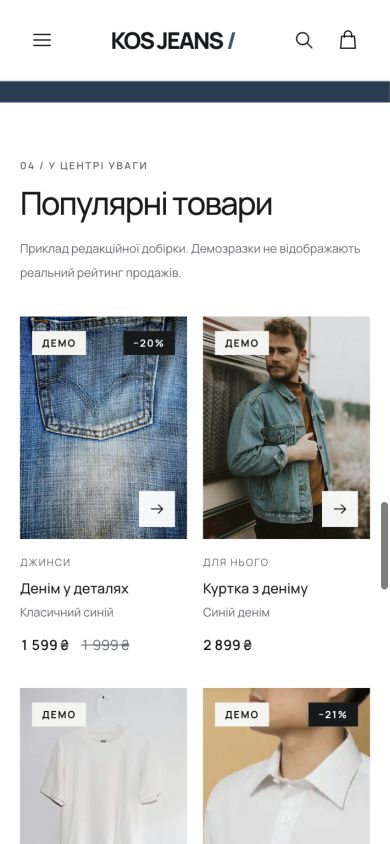 KOS JEANS /
04 / У ЦЕНТРІ УВАГИ
Популярні товари
Приклад редакційної добірки. Демозразки не відображають
реальний рейтинг продажів.
ДЕМО
−20%
ДЕМО
ДЖИНСИ
Денім у деталях
Класичний синій
1 599 ₴ 1 999 ₴
ДЛЯ НЬОГО
Куртка з деніму
Синій денім
2 899 ₴
ДЕМО
ДЕМО
−21%